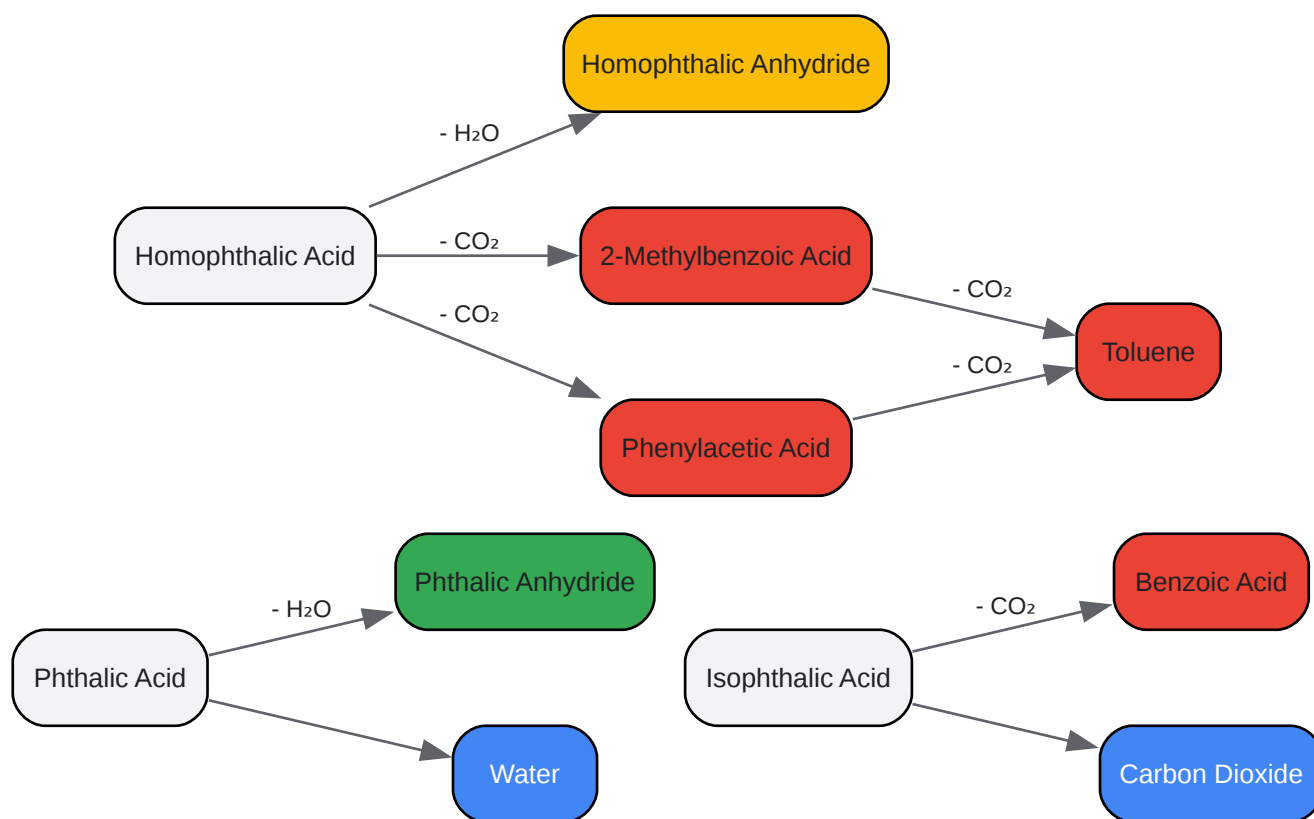 Homophthalic Anhydride
- H₂O
Homophthalic Acid
- CO₂
2-Methylbenzoic Acid
- CO₂
- CO₂
Toluene
- CO₂
Phenylacetic Acid
Phthalic Anhydride
- H₂O
Phthalic Acid
Water
Benzoic Acid
- CO₂
Isophthalic Acid
Carbon Dioxide